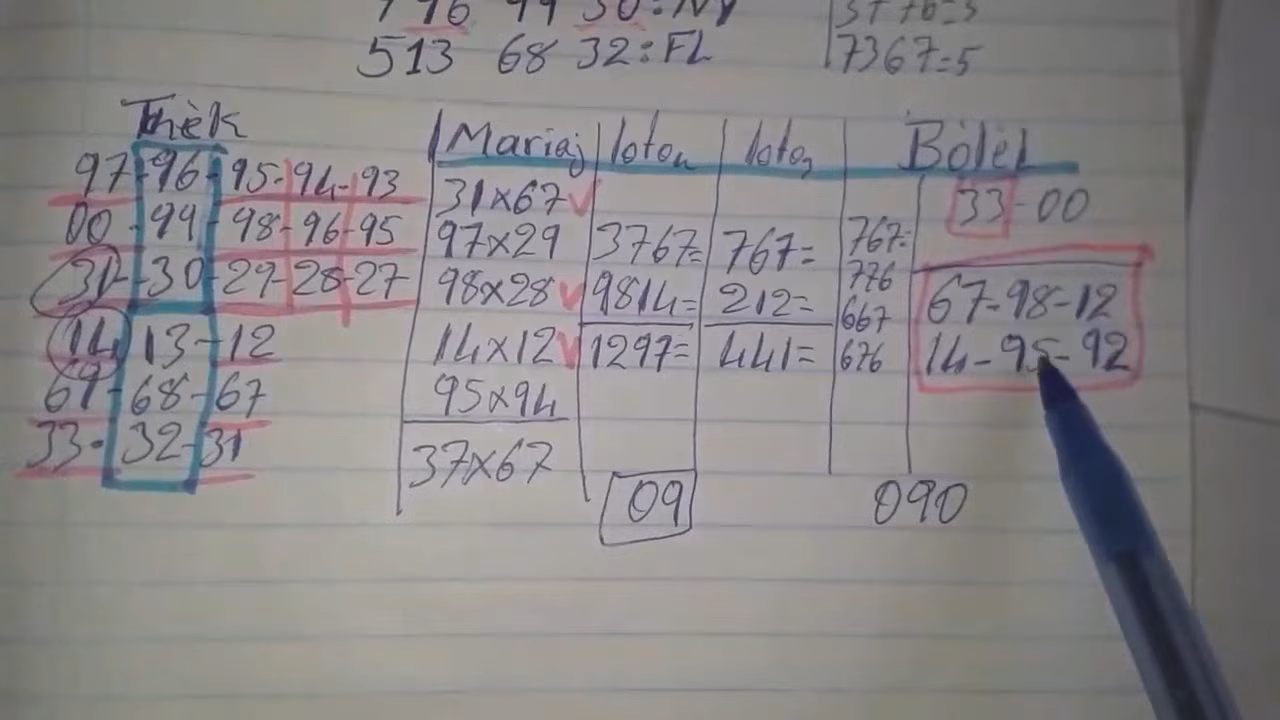 513 68 32:FL
7367=5
Thèk
97-96-95-94-93
00-99-98-96-95
31-30-29-28-27
14 13-12
69-68-67
33-32-31
Mariaj
31x67
97x29
98x28
14x12
95x94
37x67
loto4
3767=
9814=
1297=
09
767=
212=
441=
767=
776
667
676
090
Bòlèt
33-00
67-98-12
14-95-92